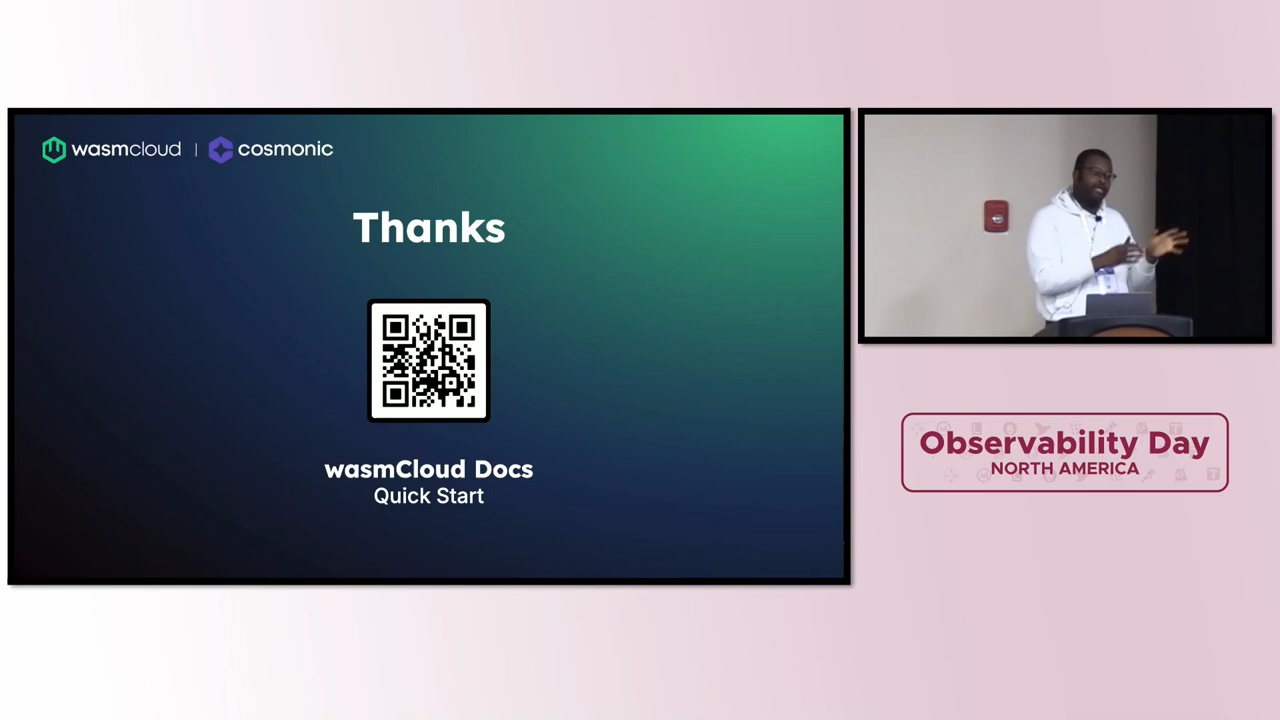 wasmcloud | cosmonic
Thanks
wasmCloud Docs
Quick Start
Observability Day
NORTH AMERICA